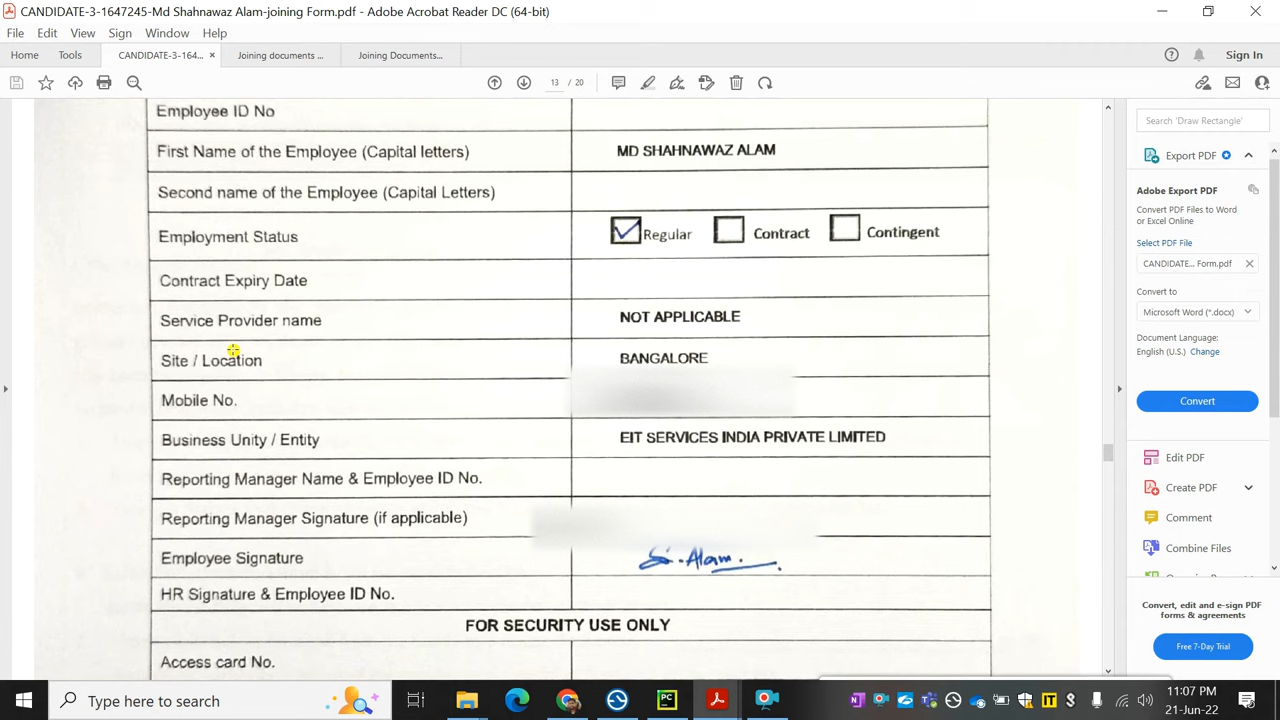 CANDIDATE-3-1647245-Md Shahnawaz Alam-joining Form.pdf - Adobe Acrobat Reader DC (64-bit)
File Edit View Sign Window Help
Home Tools CANDIDATE-3-164... × Joining documents ... Joining Documents... Sign In
13 / 20
Employee ID No
First Name of the Employee (Capital letters) MD SHAHNAWAZ ALAM
Second name of the Employee (Capital Letters)
Employment Status Regular Contract Contingent
Contract Expiry Date
Service Provider name NOT APPLICABLE
Site / Location BANGALORE
Mobile No.
Business Unity / Entity EIT SERVICES INDIA PRIVATE LIMITED
Reporting Manager Name & Employee ID No.
Reporting Manager Signature (if applicable)
Employee Signature S. Alam.
HR Signature & Employee ID No.
FOR SECURITY USE ONLY
Access card No.
Search 'Draw Rectangle'
Export PDF
Adobe Export PDF
Convert PDF Files to Word
or Excel Online
Select PDF File
CANDIDATE... Form.pdf
Convert to
Microsoft Word (*.docx)
Document Language:
English (U.S.) Change
Convert
Edit PDF
Create PDF
Comment
Combine Files
Convert, edit and e-sign PDF
forms & agreements
Free 7-Day Trial
Type here to search
11:07 PM
21-Jun-22